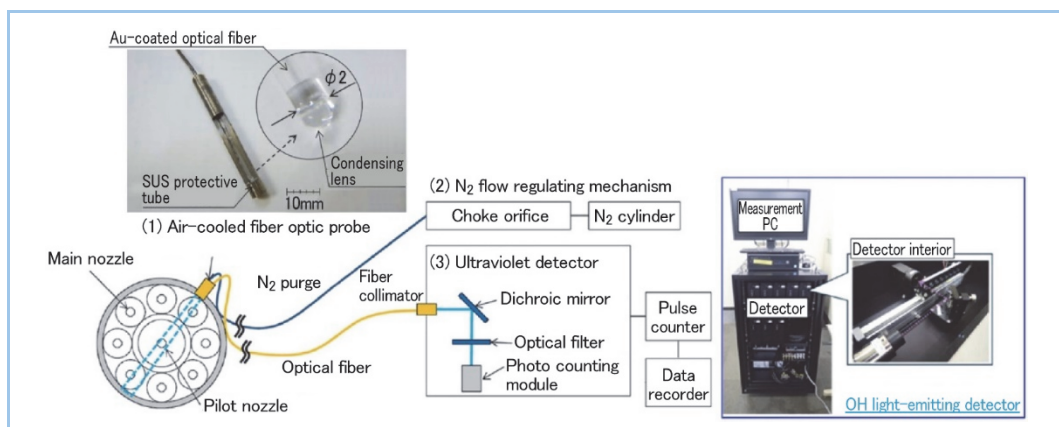 Au-coated optical fiber
φ2
Condensing
lens
SUS protective
tube
10mm
(1) Air-cooled fiber optic probe
(2) N₂ flow regulating mechanism
Choke orifice
N₂ cylinder
Main nozzle
N₂ purge
Fiber
collimator
(3) Ultraviolet detector
Dichroic mirror
Optical filter
Photo counting
module
Optical fiber
Pilot nozzle
Pulse
counter
Data
recorder
Measurement
PC
Detector interior
Detector
OH light-emitting detector